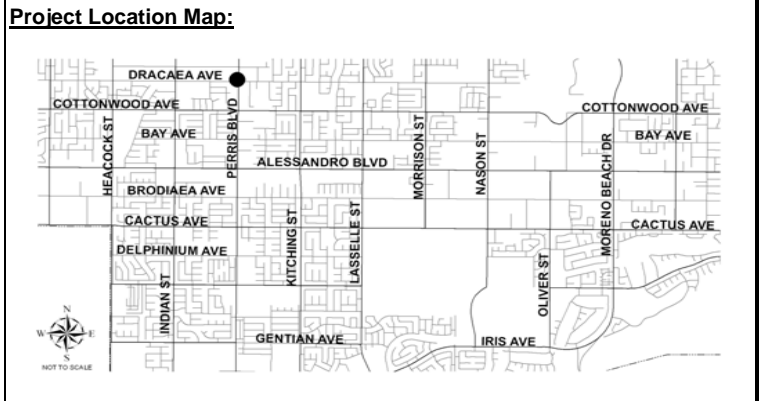 Project Location Map:
DRACAEA AVE
COTTONWOOD AVE
COTTONWOOD AVE
HEACOCK ST
BAY AVE
PERRIS BLVD
BAY AVE
ALESSANDRO BLVD
MORRISON ST
NASON ST
MORENO BEACH DR
BRODIAEA AVE
CACTUS AVE
KITCHING ST
LASSELLE ST
CACTUS AVE
DELPHINIUM AVE
INDIAN ST
OLIVER ST
N
W
E
S
NOT TO SCALE
GENTIAN AVE
IRIS AVE